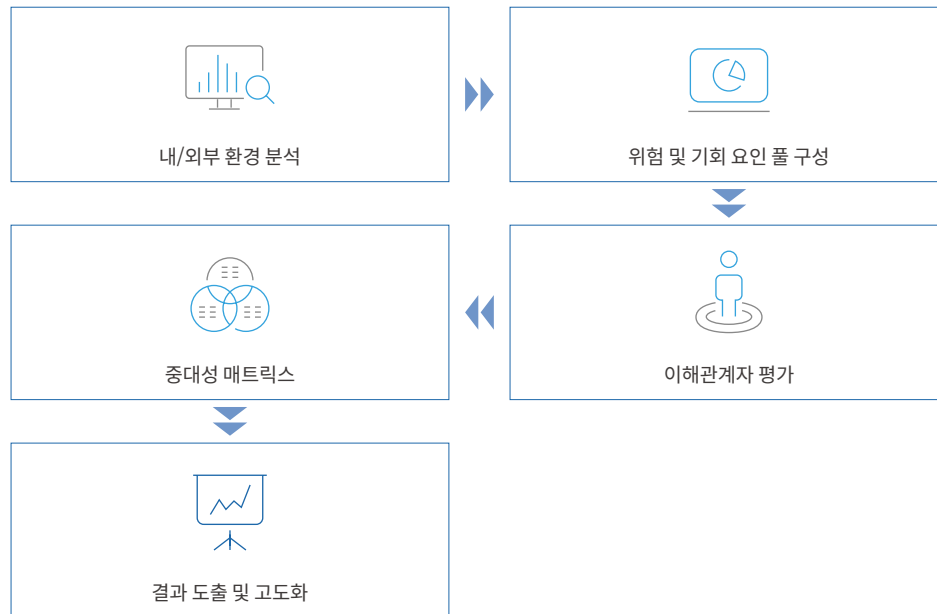 내/외부 환경 분석
위험 및 기회 요인 풀 구성
이해관계자 평가
중대성 매트릭스
결과 도출 및 고도화